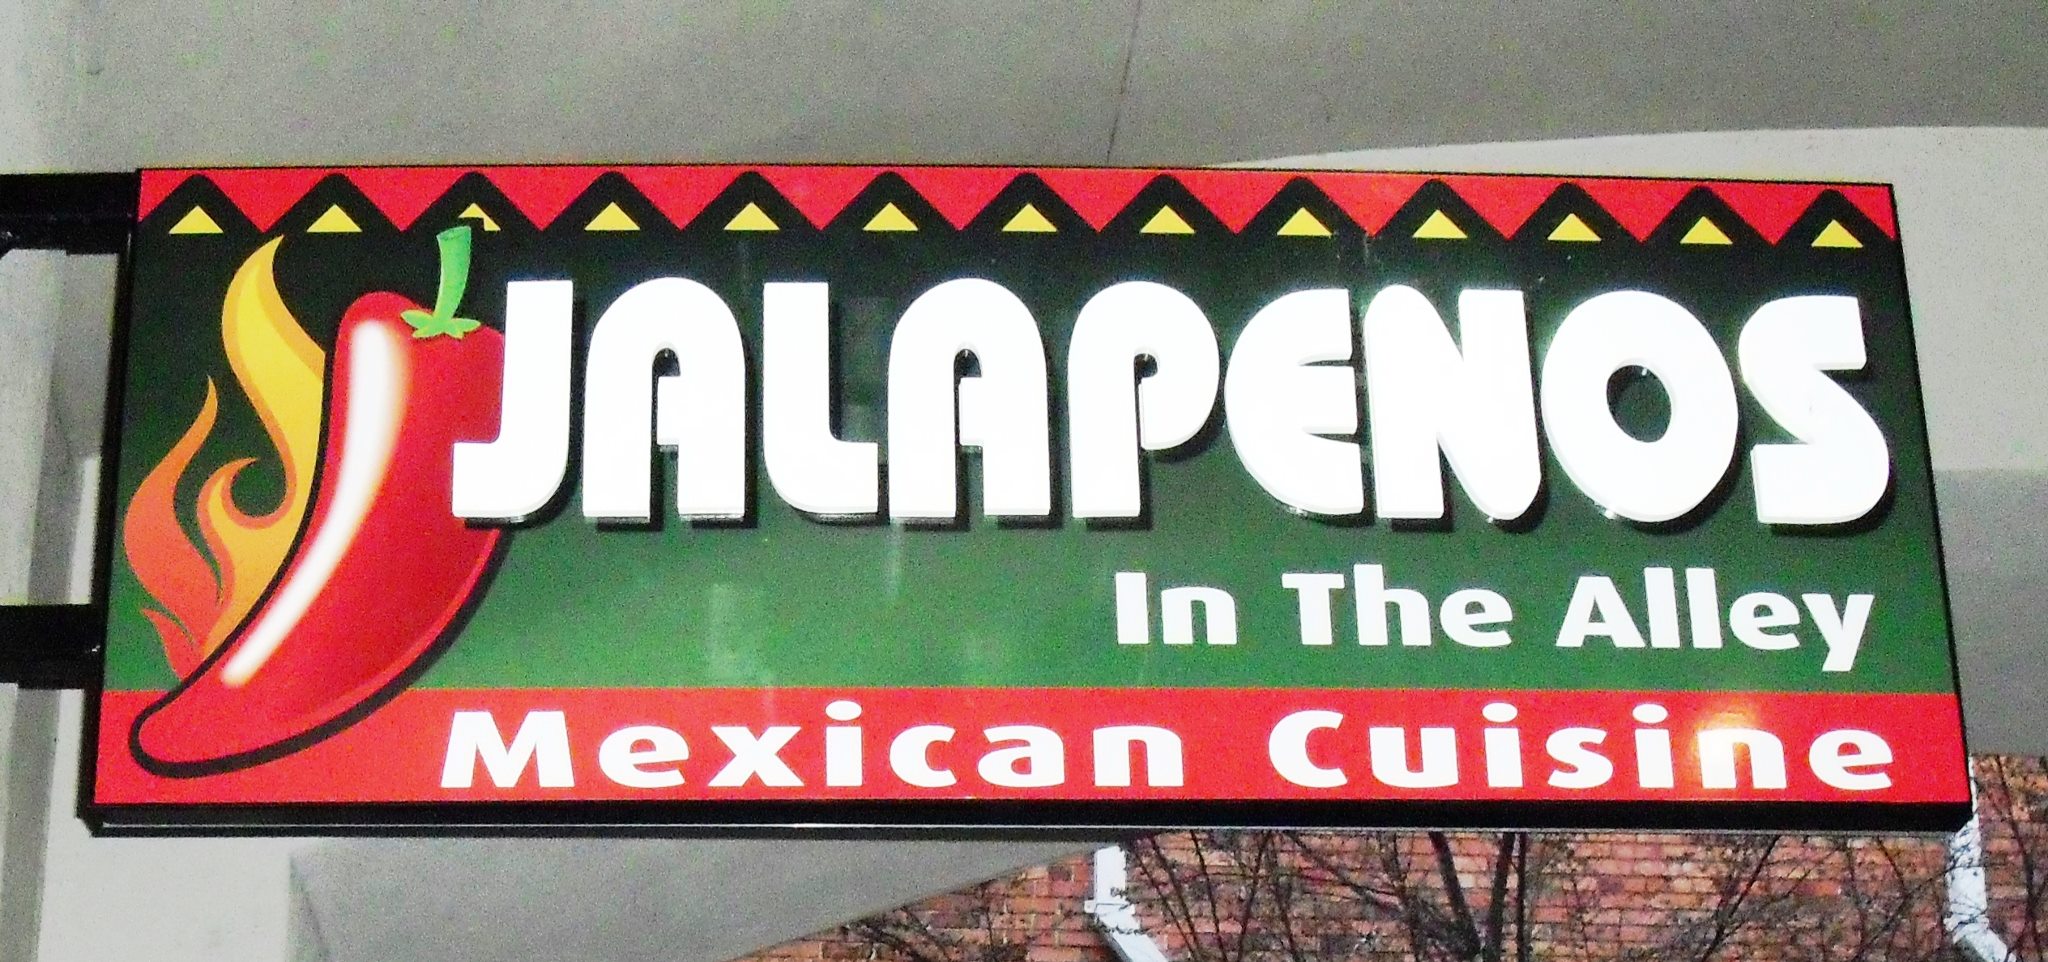 JALAPENOS
In The Alley
Mexican Cuisine